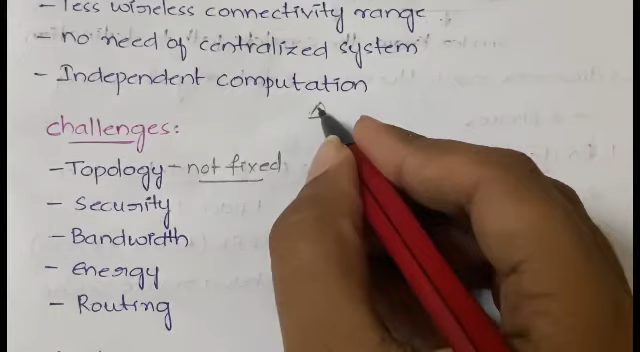 - less wireless connectivity range
- no need of centralized system
- Independent computation
challenges:
- Topology - not fixed
- Security
- Bandwidth
- Energy
- Routing